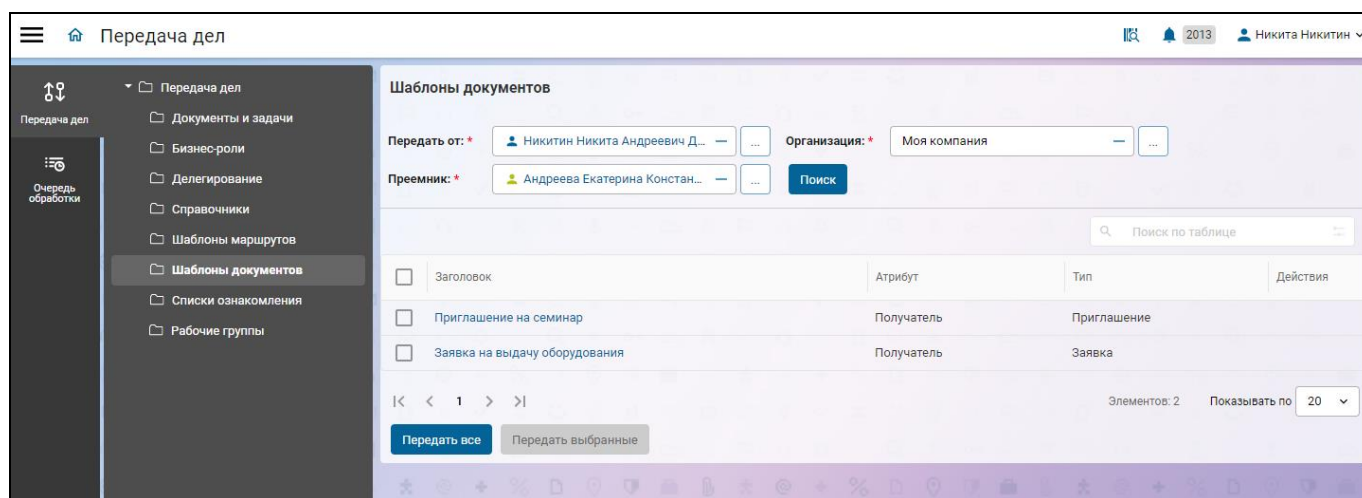 Передача дел 2013 Никита Никитин
Передача дел
Очередь
обработки
Передача дел
Документы и задачи
Бизнес-роли
Делегирование
Справочники
Шаблоны маршрутов
Шаблоны документов
Списки ознакомления
Рабочие группы
Шаблоны документов
Передать от: * Никитин Никита Андреевич Д... ... Организация: * Моя компания ...
Преемник: * Андреева Екатерина Констан... ... Поиск
Поиск по таблице
Заголовок Атрибут Тип Действия
Приглашение на семинар Получатель Приглашение
Заявка на выдачу оборудования Получатель Заявка
1 Элементов: 2 Показывать по 20
Передать все Передать выбранные